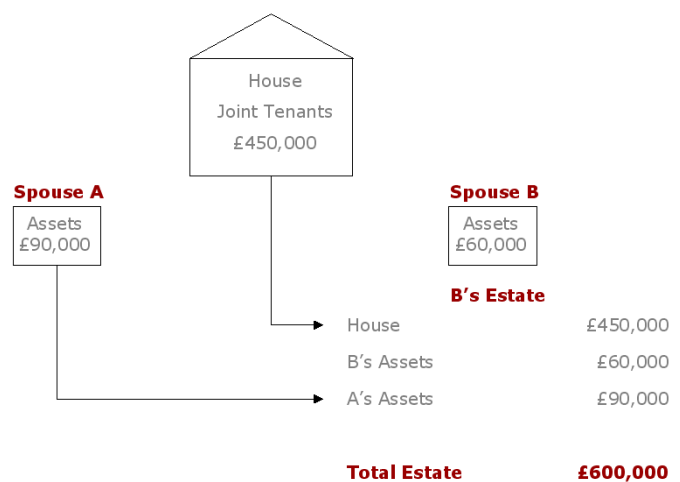 House
Joint Tenants
£450,000
Spouse A
Assets
£90,000
Spouse B
Assets
£60,000
B’s Estate
House £450,000
B’s Assets £60,000
A’s Assets £90,000
Total Estate £600,000